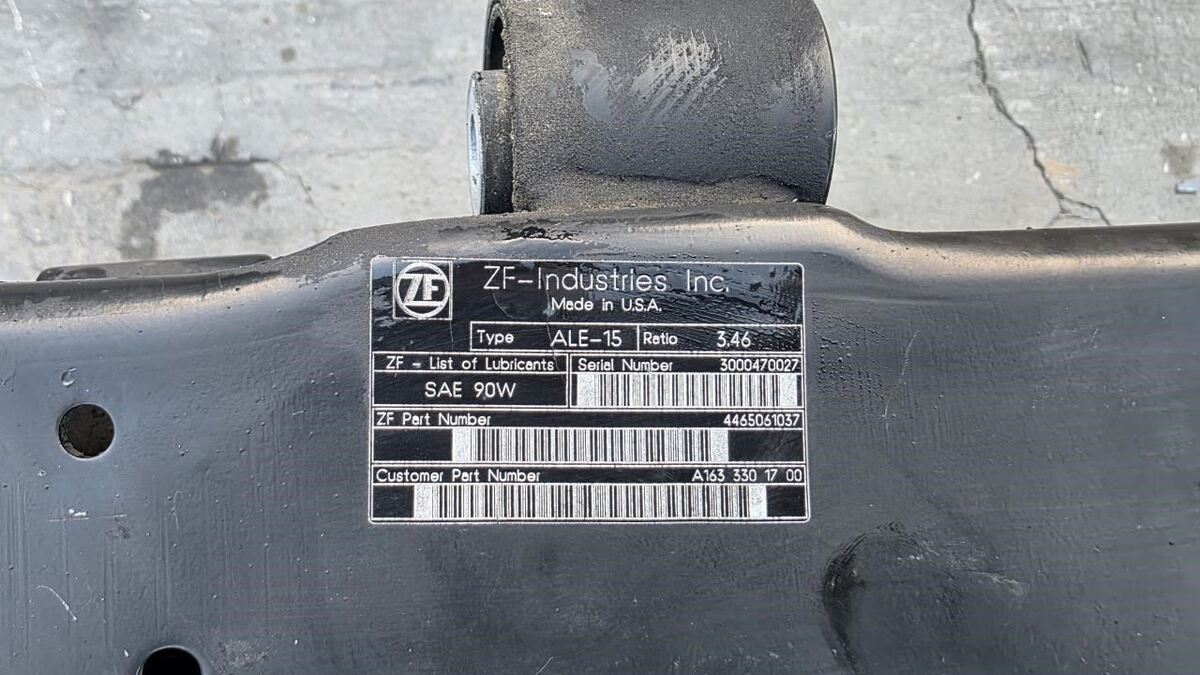 ZF
ZF-Industries Inc.
Made in U.S.A.
Type ALE-15 Ratio 3,46
ZF - List of Lubricants
SAE 90W
Serial Number 3000470027
ZF Part Number 4465061037
Customer Part Number A163 330 17 00